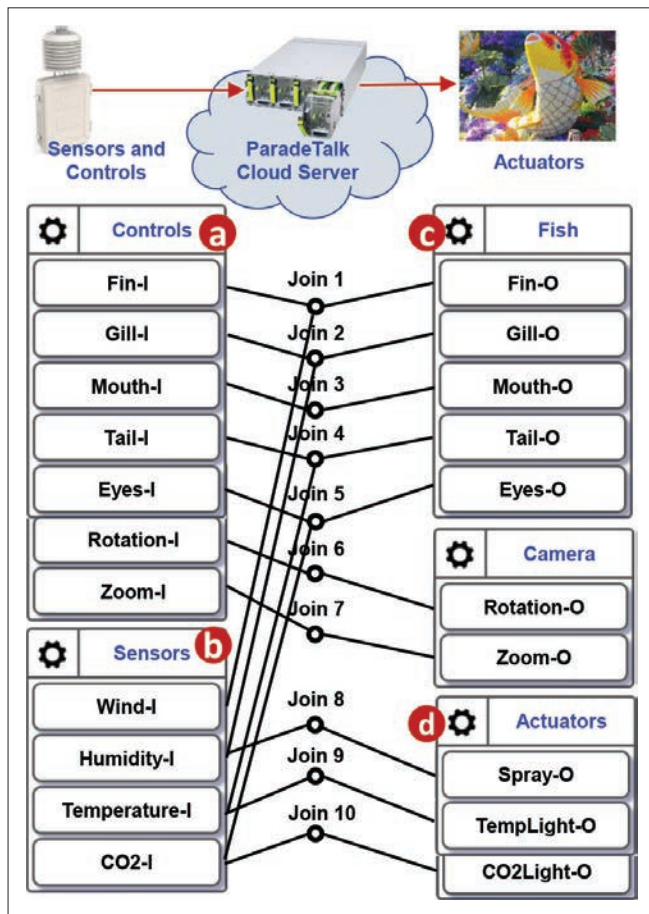 Sensors and
Controls
ParadeTalk
Cloud Server
Actuators
Controls
a
Fin-I
Gill-I
Mouth-I
Tail-I
Eyes-I
Rotation-I
Zoom-I
Sensors
b
Wind-I
Humidity-I
Temperature-I
CO2-I
Join 1
Join 2
Join 3
Join 4
Join 5
Join 6
Join 7
Join 8
Join 9
Join 10
c
Fish
Fin-O
Gill-O
Mouth-O
Tail-O
Eyes-O
Camera
Rotation-O
Zoom-O
d
Actuators
Spray-O
TempLight-O
CO2Light-O